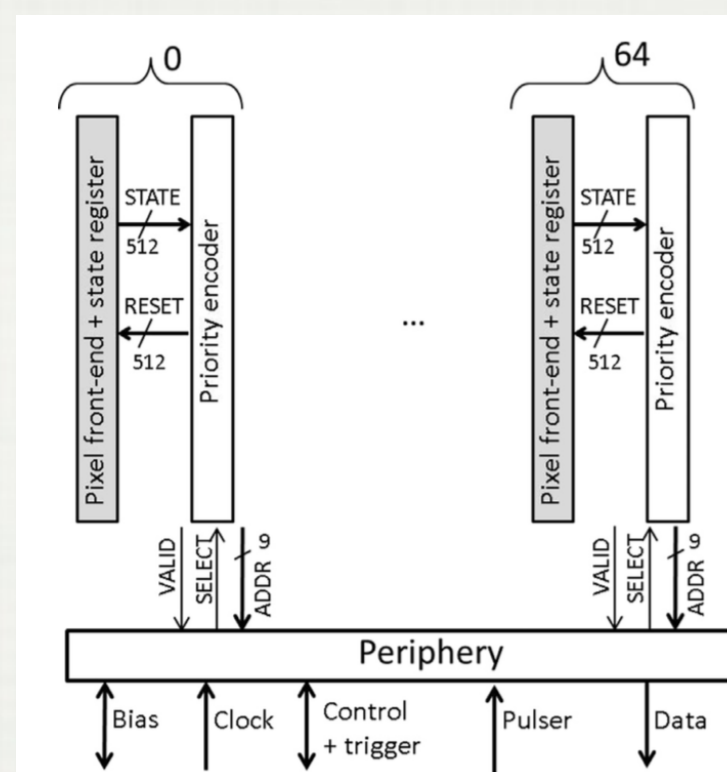 0
64
Pixel front-end + state register
STATE
512
RESET
512
Priority encoder
...
Pixel front-end + state register
STATE
512
RESET
512
Priority encoder
VALID
SELECT
9
ADDR
VALID
SELECT
9
ADDR
Periphery
Bias
Clock
Control
+ trigger
Pulser
Data